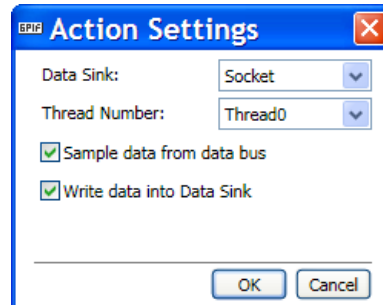 GPIF Action Settings
Data Sink: Socket
Thread Number: Thread0
Sample data from data bus
Write data into Data Sink
OK Cancel